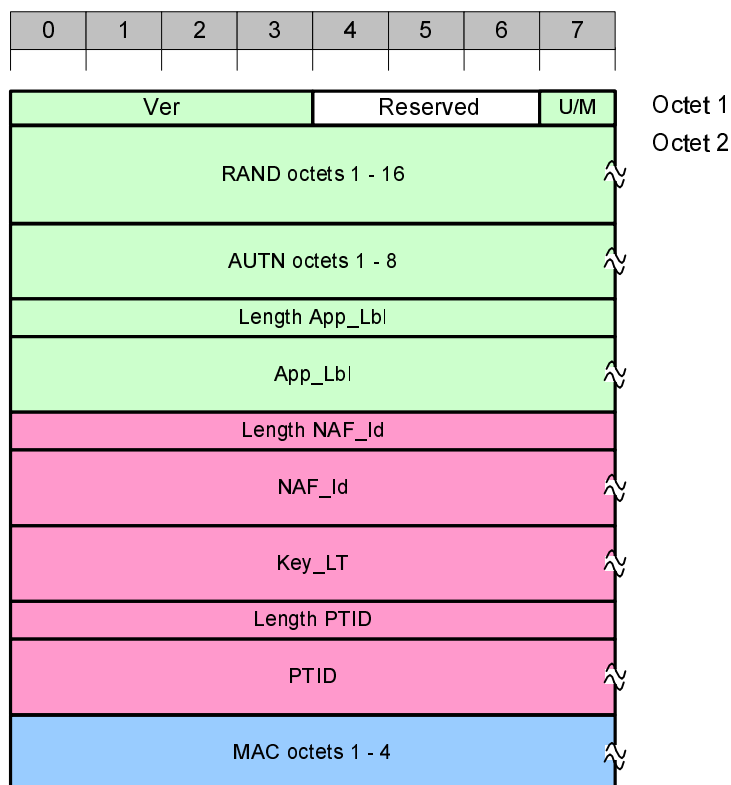 0 1 2 3 4 5 6 7
Ver Reserved U/M Octet 1
Octet 2
RAND octets 1 - 16
AUTN octets 1 - 8
Length App_Lbl
App_Lbl
Length NAF_Id
NAF_Id
Key_LT
Length PTID
PTID
MAC octets 1 - 4